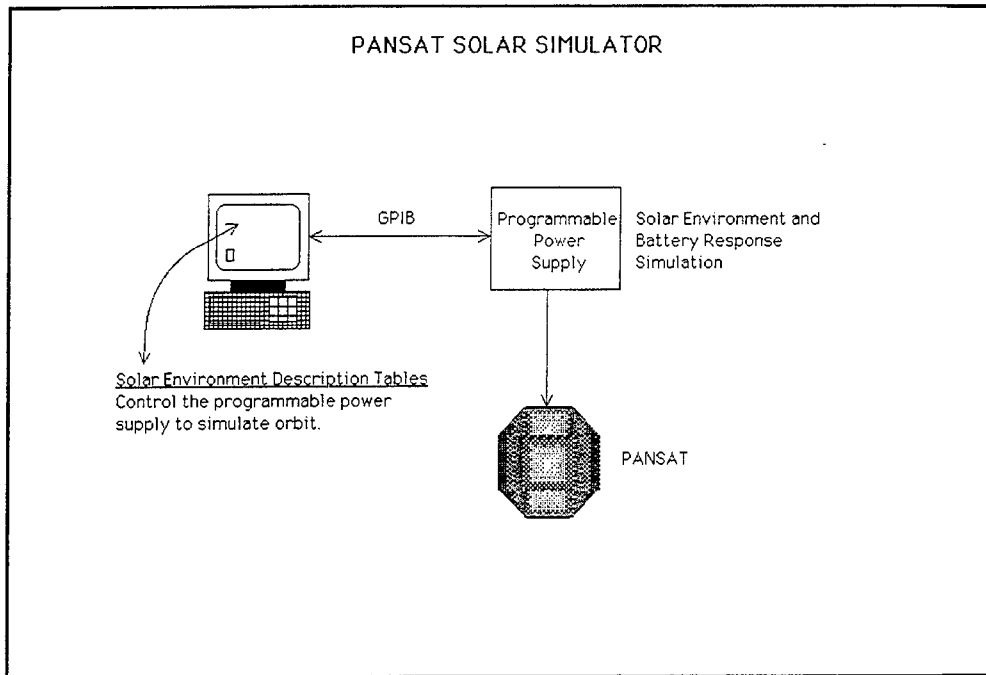 PANSAT SOLAR SIMULATOR
GPIB
Programmable
Power
Supply
Solar Environment and
Battery Response
Simulation
Solar Environment Description Tables
Control the programmable power
supply to simulate orbit.
PANSAT